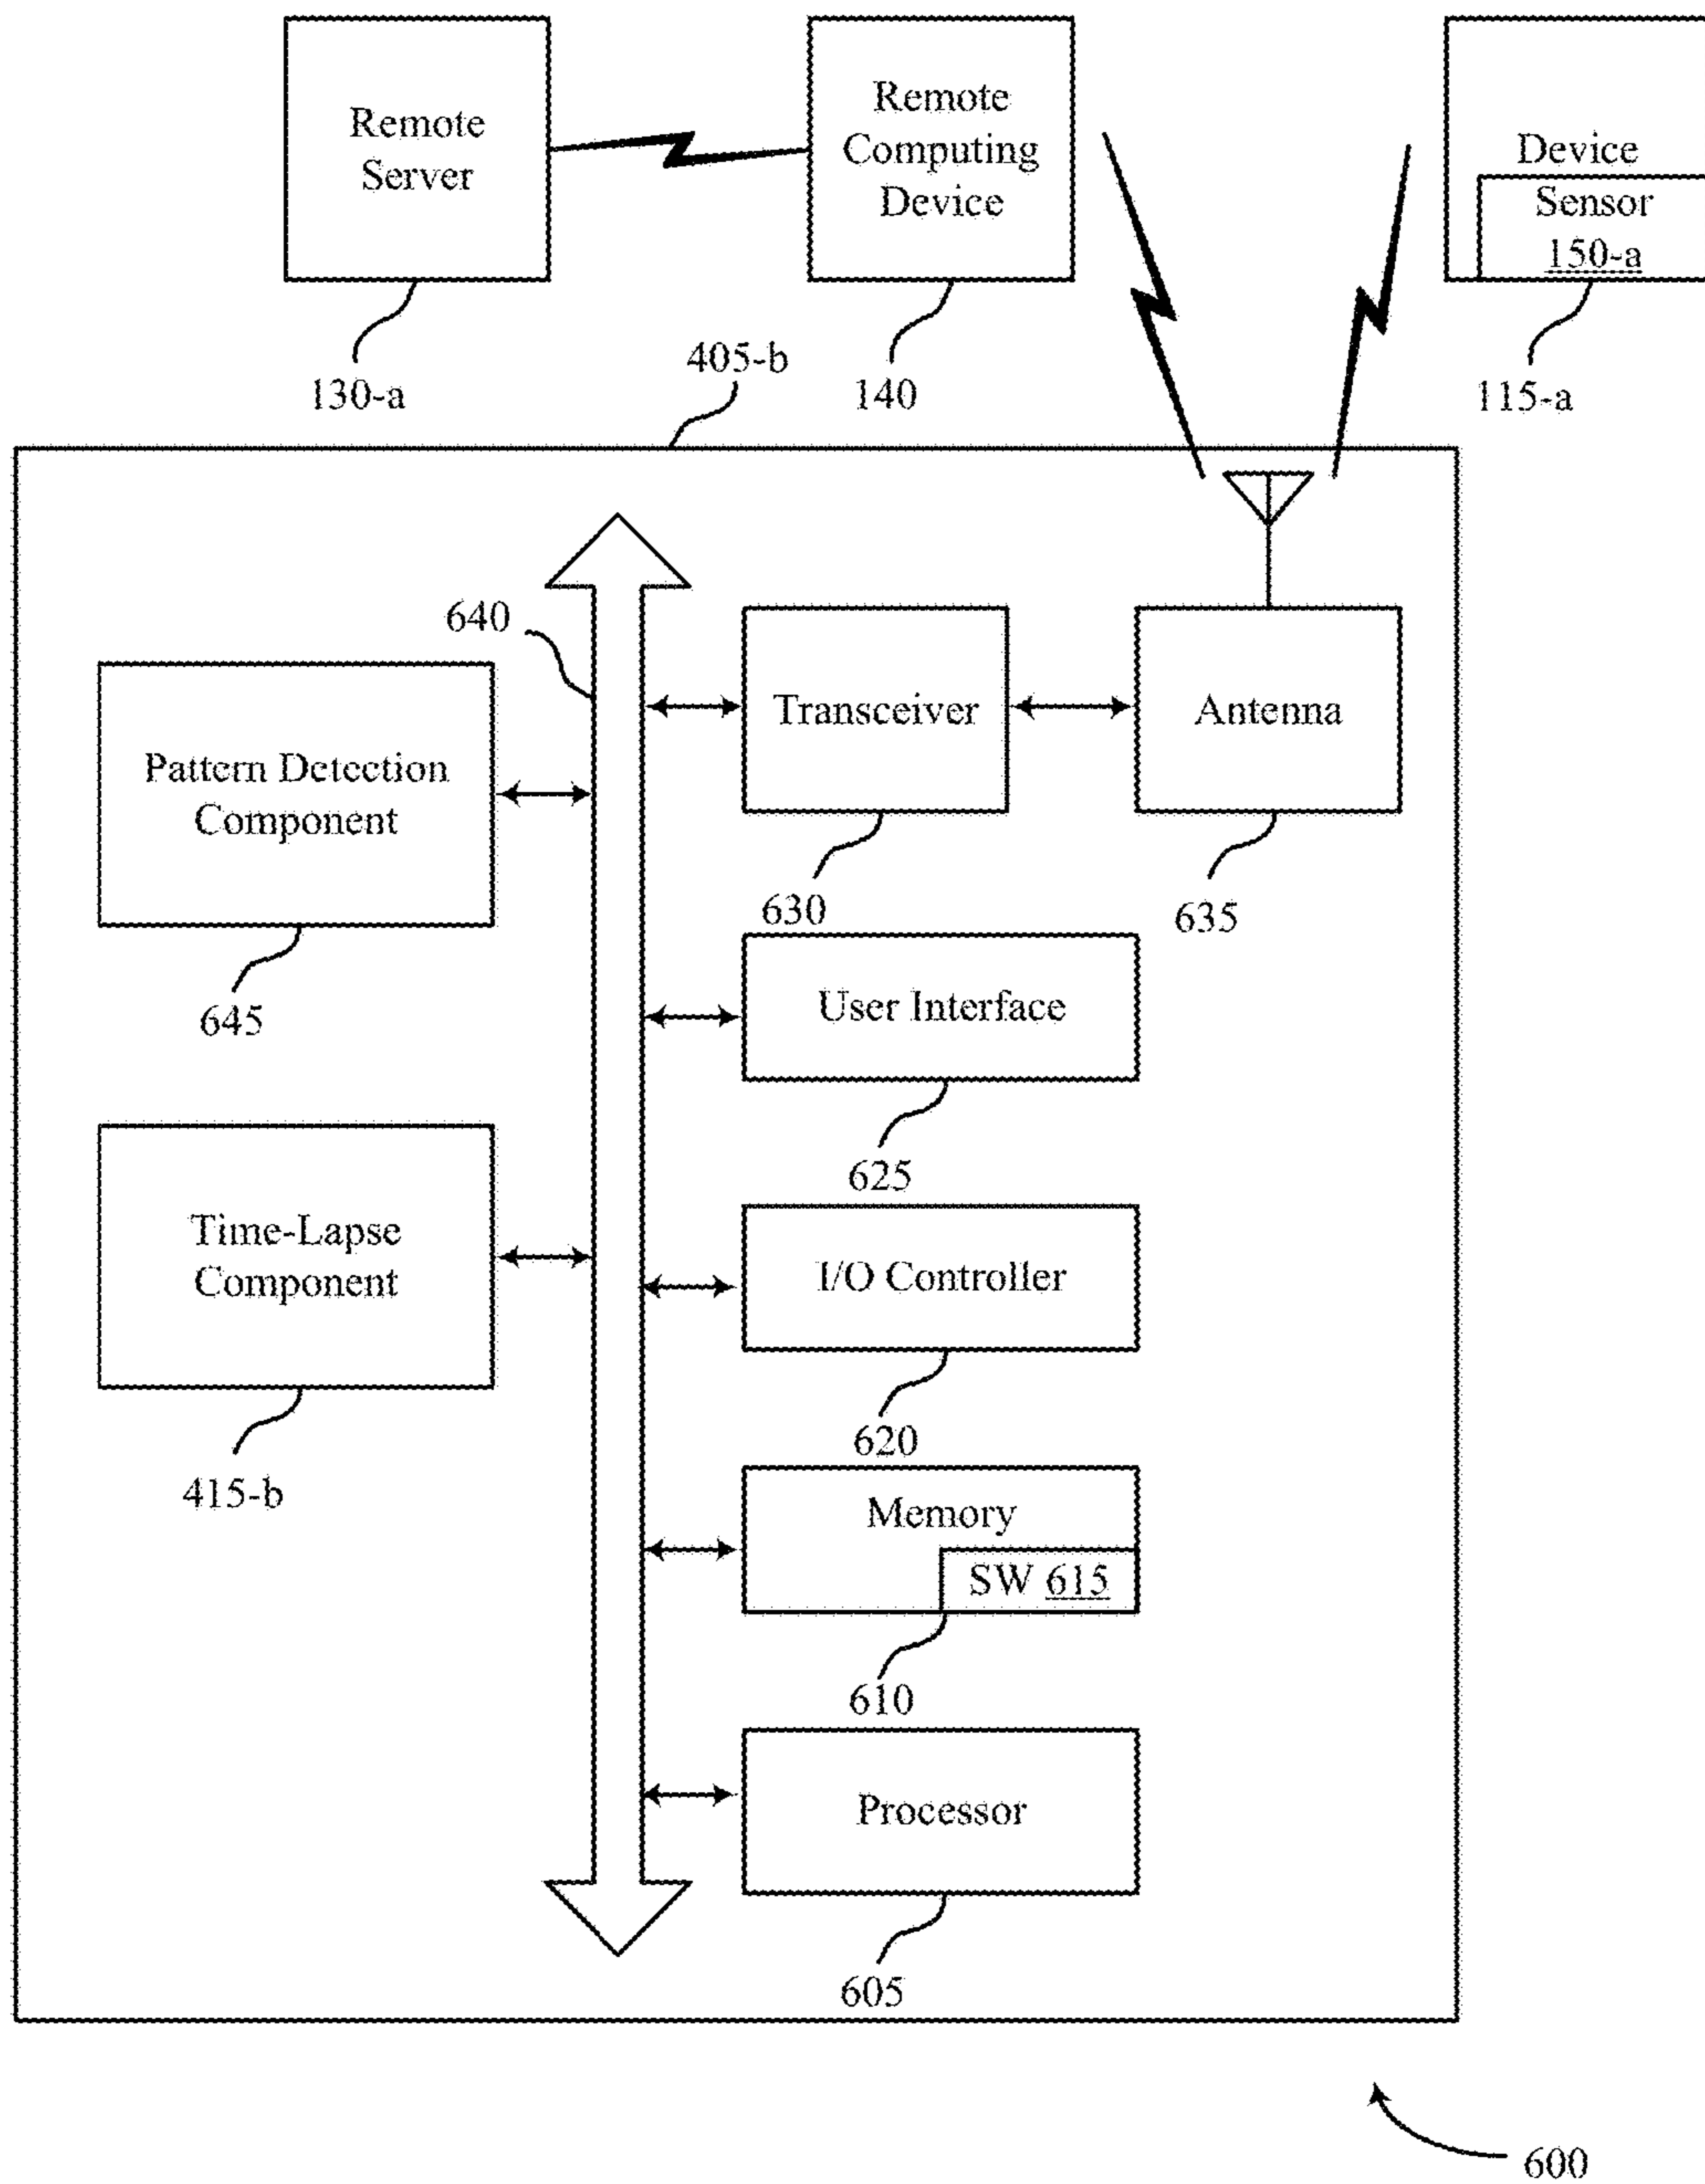 Remote
Server
Remote
Computing
Device
Device
Sensor
150-a
130-a
405-b
140
115-a
640
Transceiver
Antenna
Pattern Detection
Component
630
635
645
User Interface
625
Time-Lapse
Component
I/O Controller
415-b
620
Memory
SW 615
610
Processor
605
600